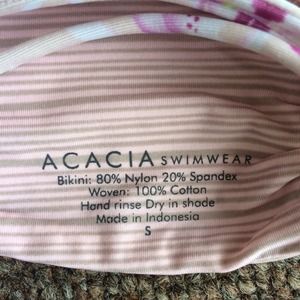 ACACIA SWIMWEAR
Bikini: 80% Nylon 20% Spandex
Woven: 100% Cotton
Hand rinse Dry in shade
Made in Indonesia
S